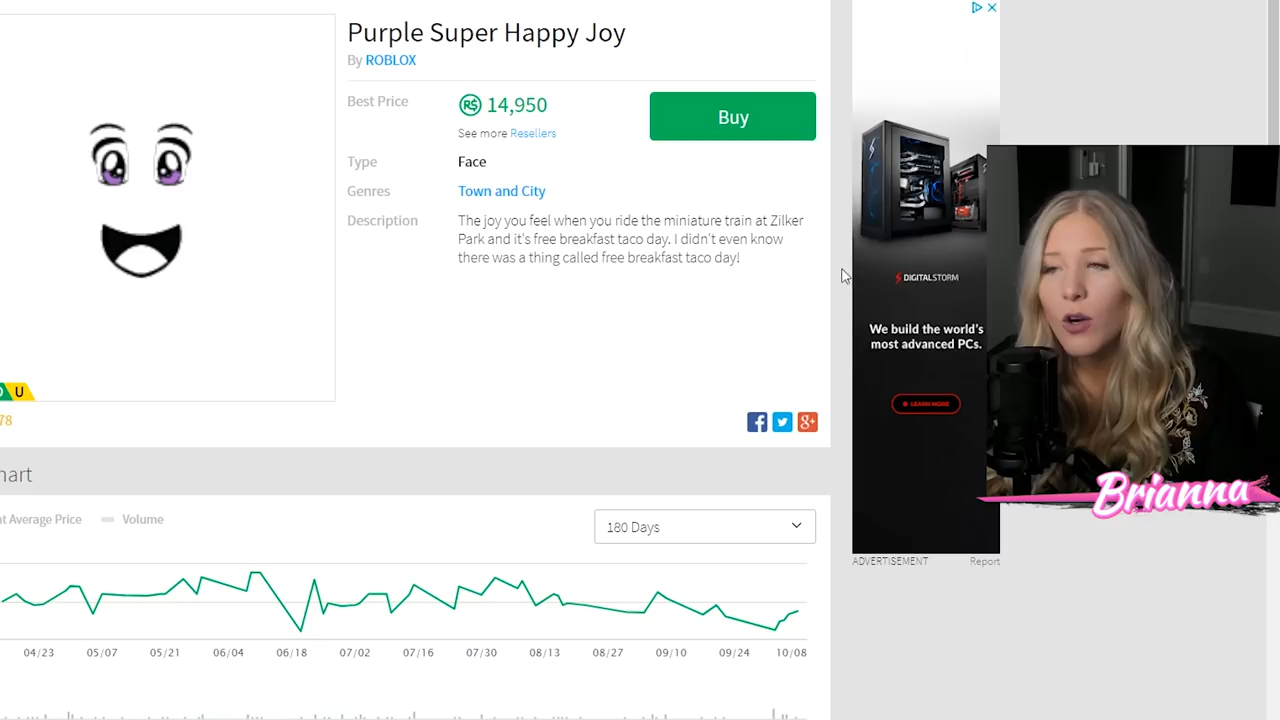 Purple Super Happy Joy
By ROBLOX
Best Price
R$ 14,950
Buy
See more Resellers
Type
Face
Genres
Town and City
Description
The joy you feel when you ride the miniature train at Zilker
Park and it's free breakfast taco day. I didn't even know
there was a thing called free breakfast taco day!
U
78
hart
t Average Price
Volume
180 Days
04/23 05/07 05/21 06/04 06/18 07/02 07/16 07/30 08/13 08/27 09/10 09/24 10/08
DIGITALSTORM
We build the world's
most advanced PCs.
LEARN MORE
ADVERTISEMENT
Report
Brianna